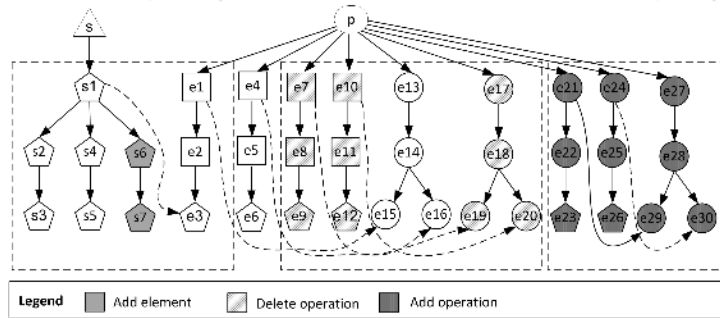 s p
s1 e1 e4 e7 e10 e13 e17 c21 c24 e27
s2 s4 s6 e2 c5 e8 e11 e14 e18 e22 e25 e28
s3 s5 s7 e3 e6 e9 e12 e15 e16 e19 e20 e23 e26 e29 e30
Legend Add element Delete operation Add operation